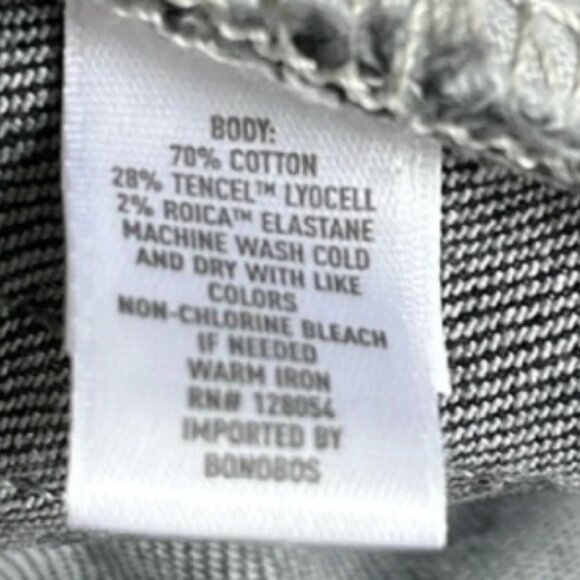 BODY:
70% COTTON
28% TENCEL™ LYOCELL
2% ROICA™ ELASTANE
MACHINE WASH COLD
AND DRY WITH LIKE
COLORS
NON-CHLORINE BLEACH
IF NEEDED
WARM IRON
RN# 128054
IMPORTED BY
BONOBOS